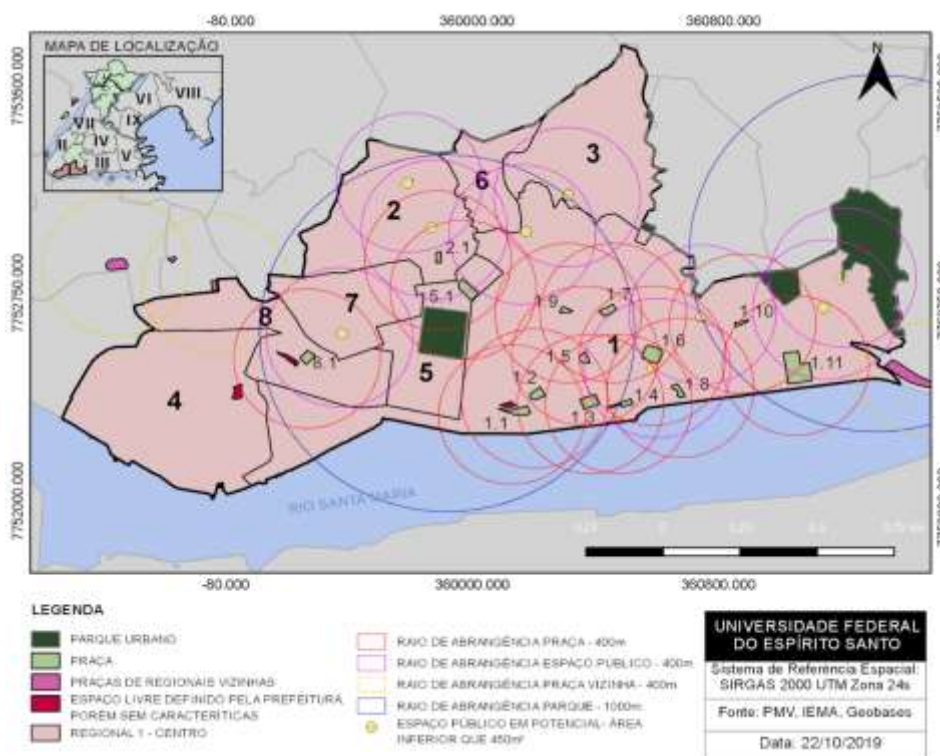 -80.000 360000.000 360800.000
MAPA DE LOCALIZAÇÃO
N
VI
VIII
VII
IX
II
IV
III
V
7753500.000
3
6
2
2.1
7752750.000
1.9
1.7
5.1
1.10
7
8
1
1.6
1.5
8.1
5
1.11
4
1.2
1.8
1.3
1.4
1.1
RIO SANTA MARIA
7752000.000
-80.000 360000.000 360800.000
LEGENDA
PARQUE URBANO
PRAÇA
PRAÇAS DE REGIONAIS VIZINHAS
ESPAÇO LIVRE DEFINIDO PELA PREFEITURA,
PORÉM SEM CARACTERÍTICAS
REGIONAL 1 - CENTRO
RAIO DE ABRANGÊNCIA PRAÇA - 400m
RAIO DE ABRANGÊNCIA ESPAÇO PÚBLICO - 400m
RAIO DE ABRANGÊNCIA PRAÇA VIZINHA - 400m
RAIO DE ABRANGÊNCIA PARQUE - 1000m
ESPAÇO PÚBLICO EM POTENCIAL- ÁREA
INFERIOR QUE 450m²
UNIVERSIDADE FEDERAL
DO ESPÍRITO SANTO
Sistema de Referência Espacial:
SIRGAS 2000 UTM Zona 24s
Fonte: PMV, IEMA, Geobases
Data: 22/10/2019